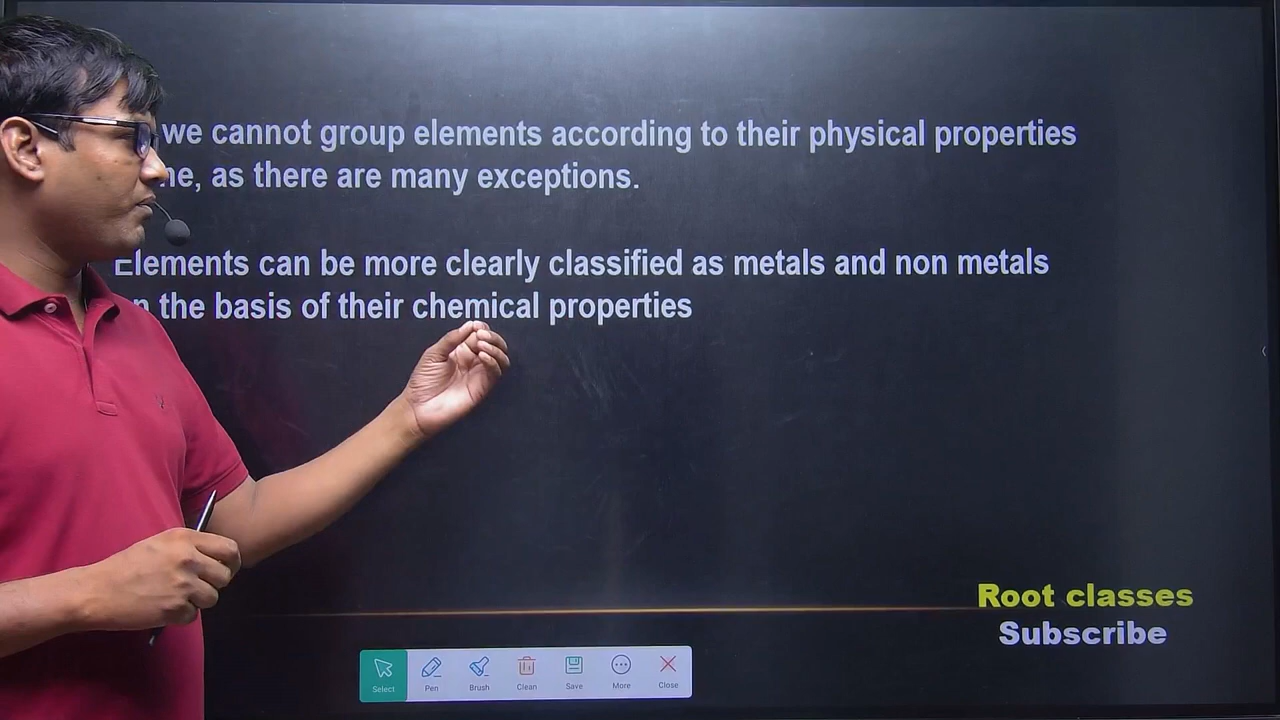 we cannot group elements according to their physical properties
as there are many exceptions.
Elements can be more clearly classified as metals and non metals
the basis of their chemical properties
Root classes
Subscribe
Select Pen Brush Clean Save More Close